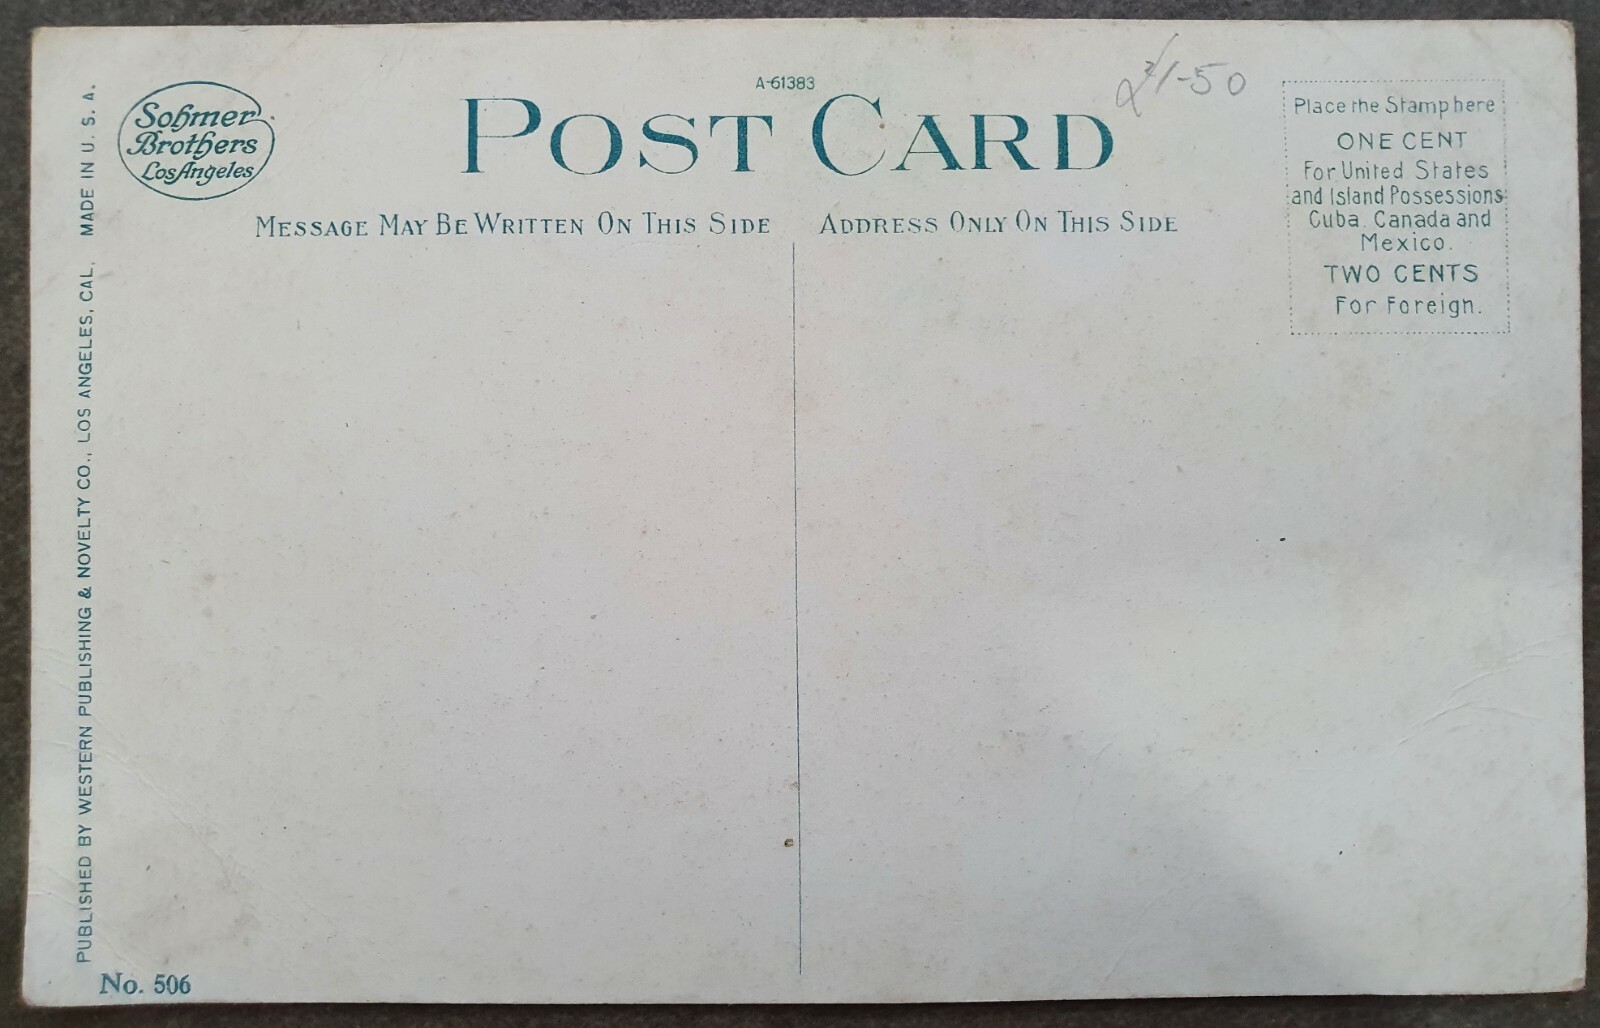 A-61383
£1-50
Sohmer
Brothers
Los Angeles
POST CARD
MESSAGE MAY BE WRITTEN ON THIS SIDE
ADDRESS ONLY ON THIS SIDE
Place the Stamp here
ONE CENT
For United States
and Island Possessions
Cuba. Canada and
Mexico.
TWO CENTS
For Foreign.
PUBLISHED BY WESTERN PUBLISHING & NOVELTY CO., LOS ANGELES, CAL. MADE IN U. S. A.
No. 506